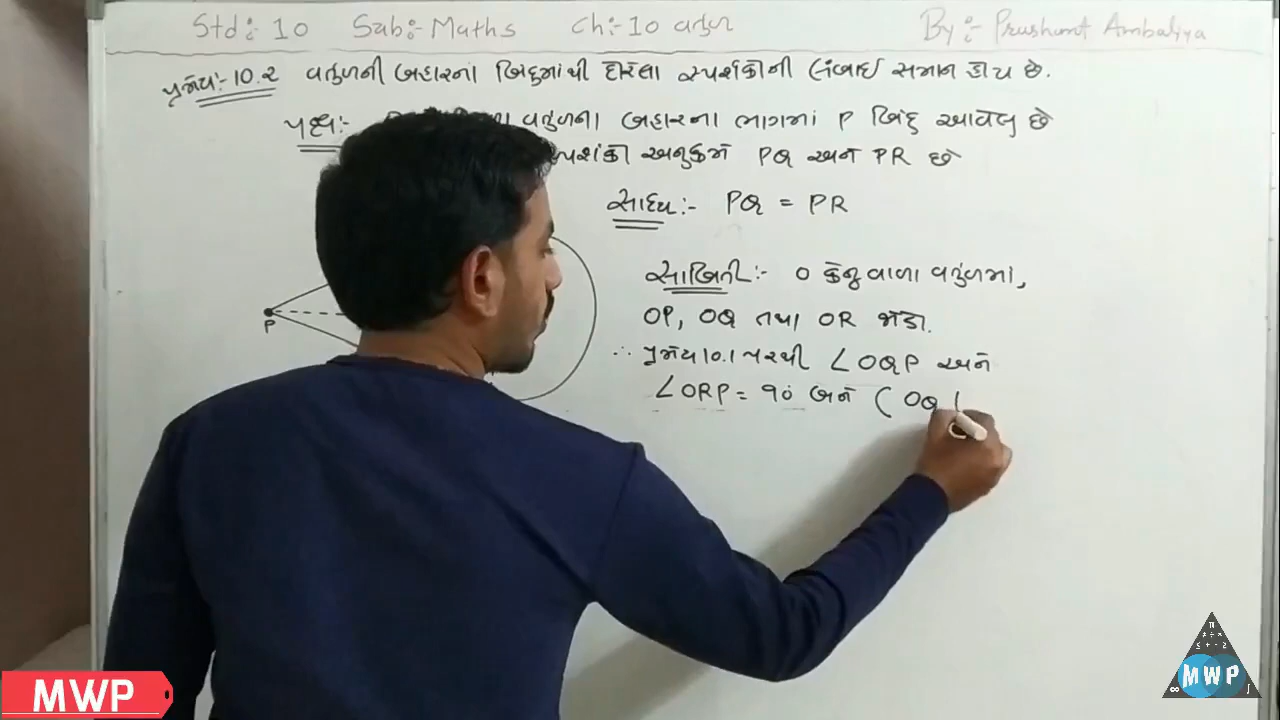 Std:- 10 Sub:- Maths Ch:-10 વર્તુળ By:- Prushant Ambaliya
પ્રમેય:- 10.2 વર્તુળની બહારના બિંદુમાંથી દોરેલા સ્પર્શકોની લંબાઈ સમાન હોય છે.
પક્ષ:- વર્તુળના બહારના ભાગમાં P બિંદુ આવેલુ છે
સ્પર્શકો અનુક્રમે PQ અને PR છે
સાધ્ય:- PQ = PR
સાબિતી:- O કેન્દ્રવાળા વર્તુળમાં,
OP, OQ તથા OR જોડો.
∴ પ્રમેય 10.1 પરથી ∠OQP અને
∠ORP = ૧૦ બને ( OQ
P
MWP
MWP